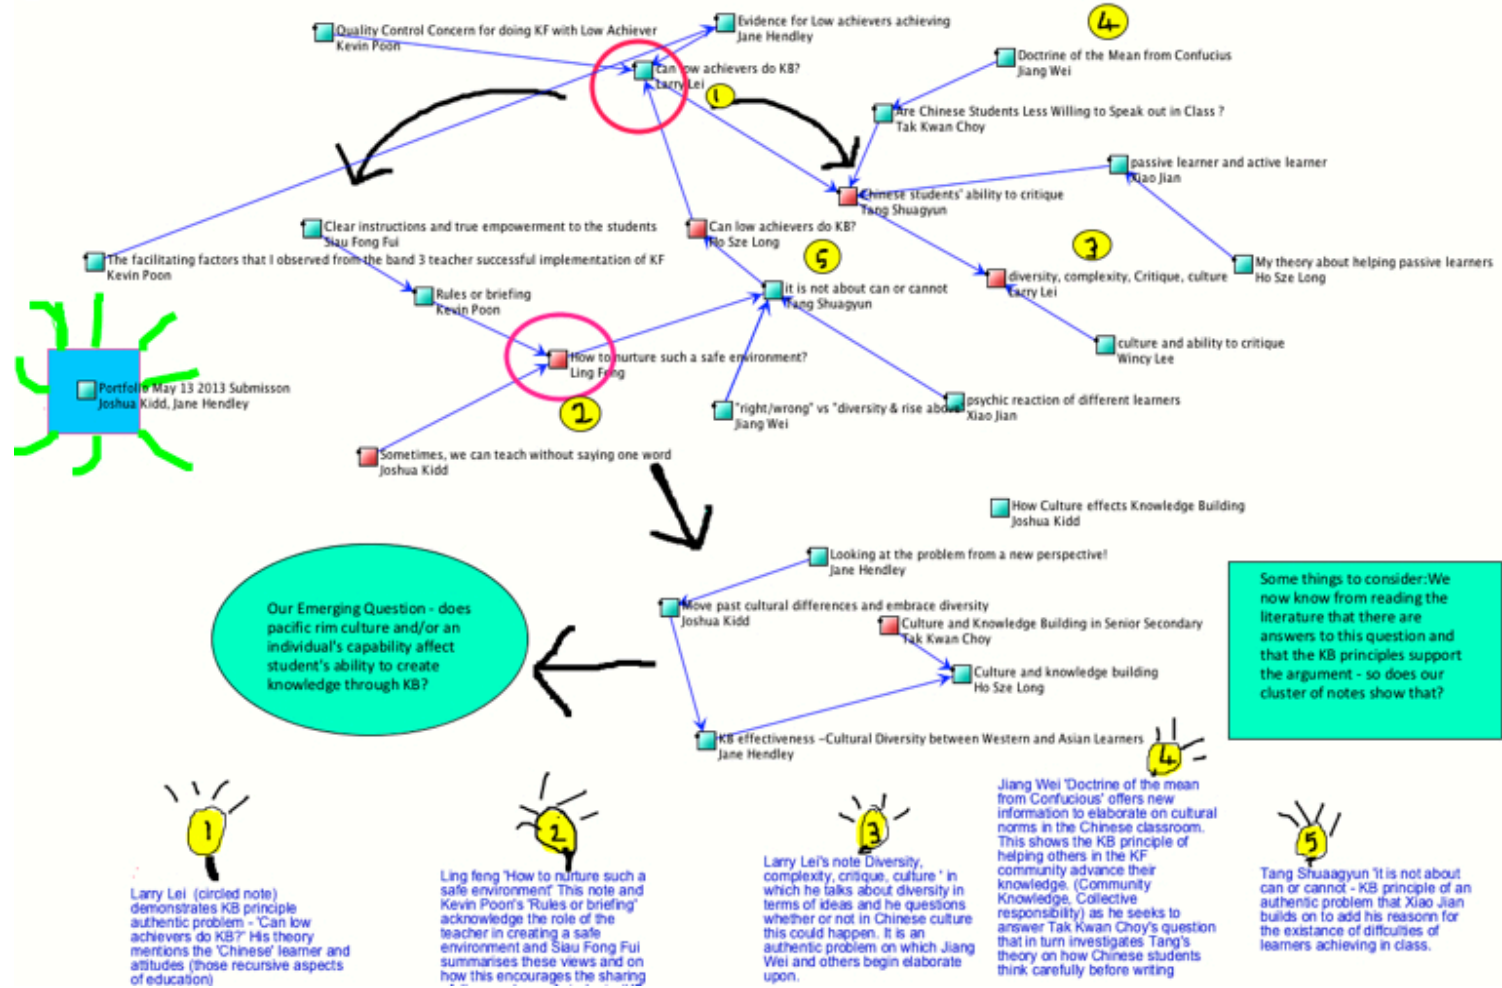 Quality Control Concern for doing KF with Low Achiever
Kevin Poon
Evidence for Low achievers achieving
Jane Hendley
4
Doctrine of the Mean from Confucius
Jiang Wei
can low achievers do KB?
Larry Lei
1
Are Chinese Students Less Willing to Speak out in Class ?
Tak Kwan Choy
passive learner and active learner
Xiao Jian
Chinese students' ability to critique
Tang Shuagyun
Clear instructions and true empowerment to the students
Siau Fong Fui
Can low achievers do KB?
Ho Sze Long
5
3
The facilitating factors that I observed from the band 3 teacher successful implementation of KF
Kevin Poon
My theory about helping passive learners
Ho Sze Long
diversity, complexity, Critique, culture
Larry Lei
Rules or briefing
Kevin Poon
it is not about can or cannot
Tang Shuagyun
culture and ability to critique
Wincy Lee
How to nurture such a safe environment?
Ling Feng
2
Portfolio May 13 2013 Submisson
Joshua Kidd, Jane Hendley
"right/wrong" vs "diversity & rise above"
Jiang Wei
psychic reaction of different learners
Xiao Jian
Sometimes, we can teach without saying one word
Joshua Kidd
How Culture effects Knowledge Building
Joshua Kidd
Looking at the problem from a new perspective!
Jane Hendley
Move past cultural differences and embrace diversity
Joshua Kidd
Culture and Knowledge Building in Senior Secondary
Tak Kwan Choy
Culture and knowledge building
Ho Sze Long
KB effectiveness -Cultural Diversity between Western and Asian Learners
Jane Hendley
Our Emerging Question - does
pacific rim culture and/or an
individual's capability affect
student's ability to create
knowledge through KB?
Some things to consider:We
now know from reading the
literature that there are
answers to this question and
that the KB principles support
the argument - so does our
cluster of notes show that?
1
Larry Lei (circled note)
demonstrates KB principle
authentic problem - 'Can low
achievers do KB?' His theory
mentions the 'Chinese' learner and
attitudes (those recursive aspects
of education)
2
Ling feng 'How to nurture such a
safe environment' This note and
Kevin Poon's 'Rules or briefing'
acknowledge the role of the
teacher in creating a safe
environment and Siau Fong Fui
summarises these views and on
how this encourages the sharing
3
Larry Lei's note Diversity,
complexity, critique, culture ' in
which he talks about diversity in
terms of ideas and he questions
whether or not in Chinese culture
this could happen. It is an
authentic problem on which Jiang
Wei and others begin elaborate
upon.
4
Jiang Wei 'Doctrine of the mean
from Confucious' offers new
information to elaborate on cultural
norms in the Chinese classroom.
This shows the KB principle of
helping others in the KF
community advance their
knowledge. (Community
Knowledge, Collective
responsibility) as he seeks to
answer Tak Kwan Choy's question
that in turn investigates Tang's
theory on how Chinese students
think carefully before writing
5
Tang Shuaagyun 'it is not about
can or cannot - KB principle of an
authentic problem that Xiao Jian
builds on to add his reasonn for
the existance of diffculties of
learners achieving in class.